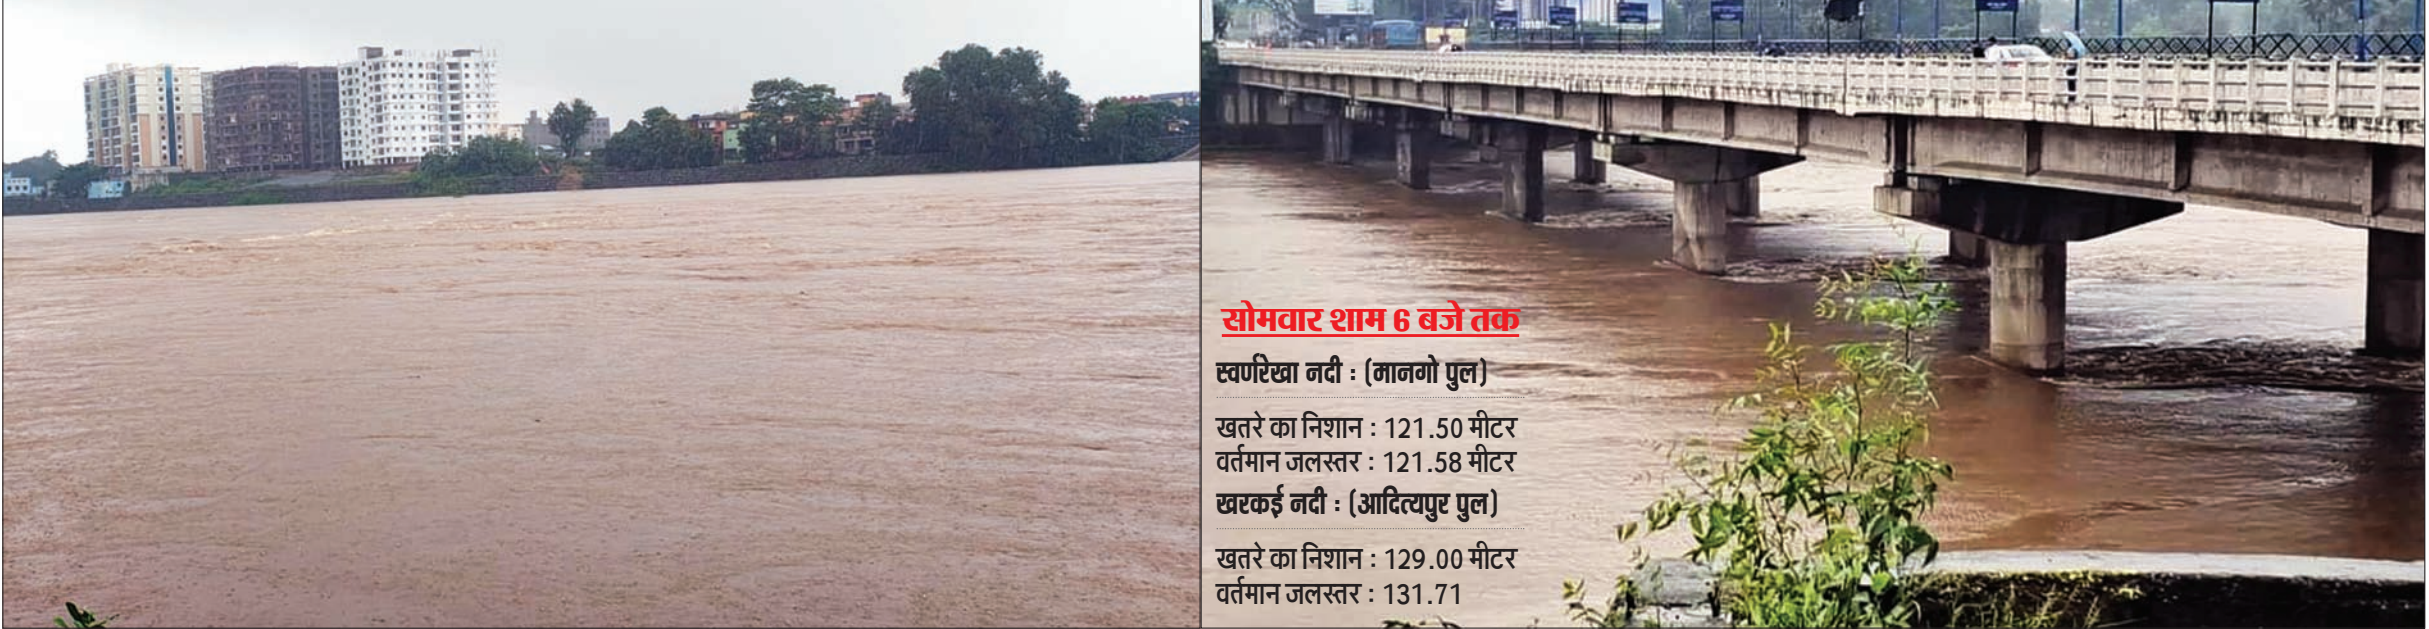 सोमवार शाम 6 बजे तक
स्वर्णरेखा नदी : (मानगो पुल)
खतरे का निशान : 121.50 मीटर
वर्तमान जलस्तर : 121.58 मीटर
खरकई नदी : (आदित्यपुर पुल)
खतरे का निशान : 129.00 मीटर
वर्तमान जलस्तर : 131.71